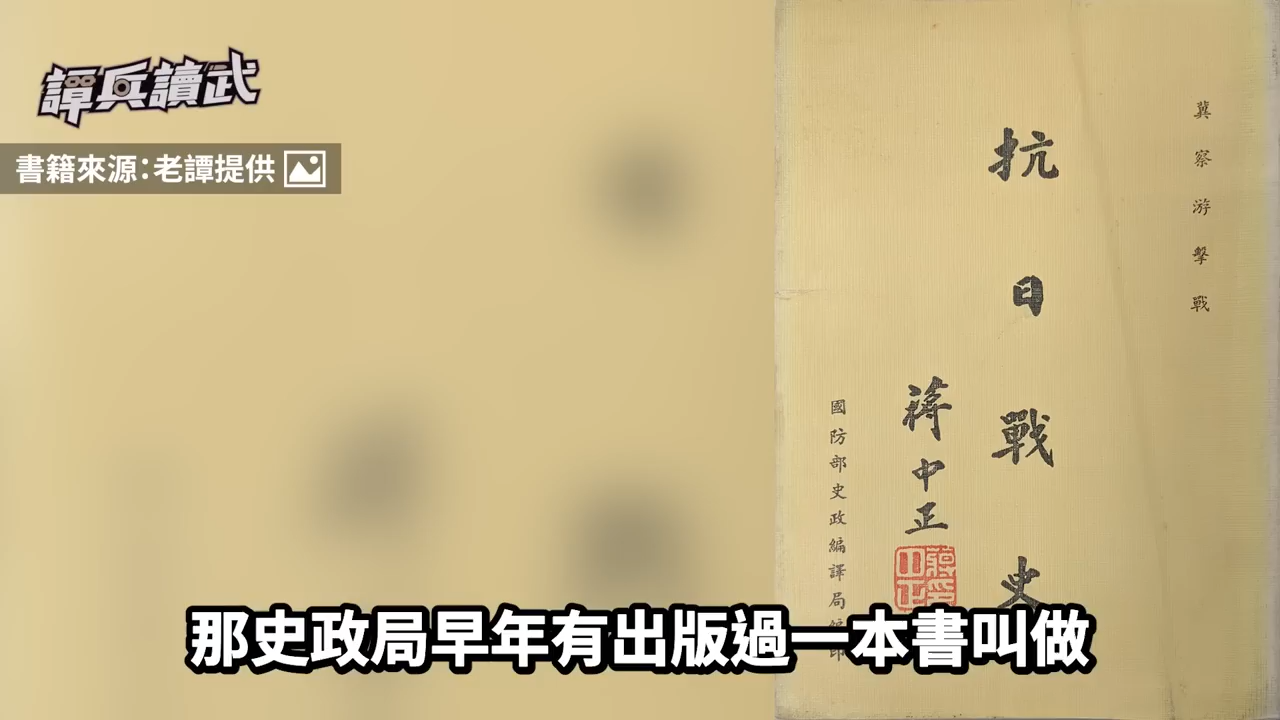 譚兵讀武
書籍來源：老譚提供
冀察游擊戰
抗日戰史
蔣中正
國防部史政編譯局編印
那史政局早年有出版過一本書叫做